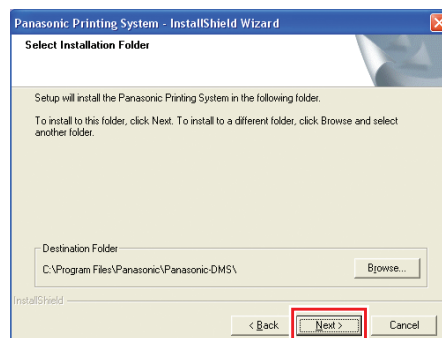 Panasonic Printing System - InstallShield Wizard
Select Installation Folder
Setup will install the Panasonic Printing System in the following folder.
To install to this folder, click Next. To install to a different folder, click Browse and select
another folder.
Destination Folder
C:\Program Files\Panasonic\Panasonic-DMS\
Browse...
InstallShield
< Back
Next >
Cancel